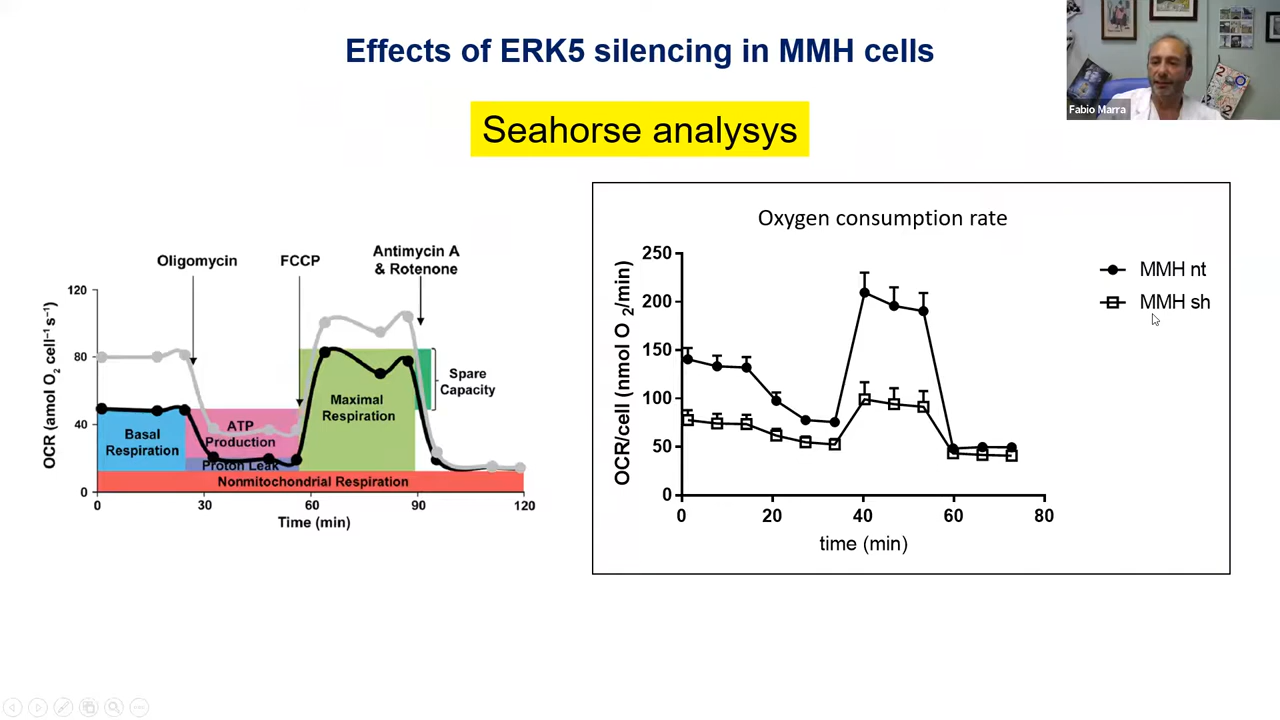 Effects of ERK5 silencing in MMH cells
Fabio Marra
Seahorse analysys
Oligomycin
FCCP
Antimycin A
& Rotenone
120
80
40
0
OCR (amol O2 cell⁻¹ s⁻¹)
Basal
Respiration
ATP
Production
Proton Leak
Maximal
Respiration
Spare
Capacity
Nonmitochondrial Respiration
0 30 60 90 120
Time (min)
Oxygen consumption rate
250
200
150
100
50
0
OCR/cell (nmol O2/min)
0 20 40 60 80
time (min)
MMH nt
MMH sh